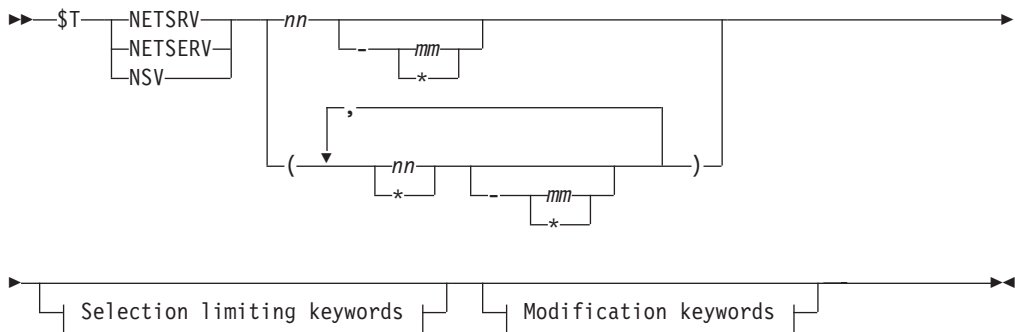 $T NETSRV nn
NETSERV - mm
NSV *
,
( nn )
* - mm
*
Selection limiting keywords Modification keywords